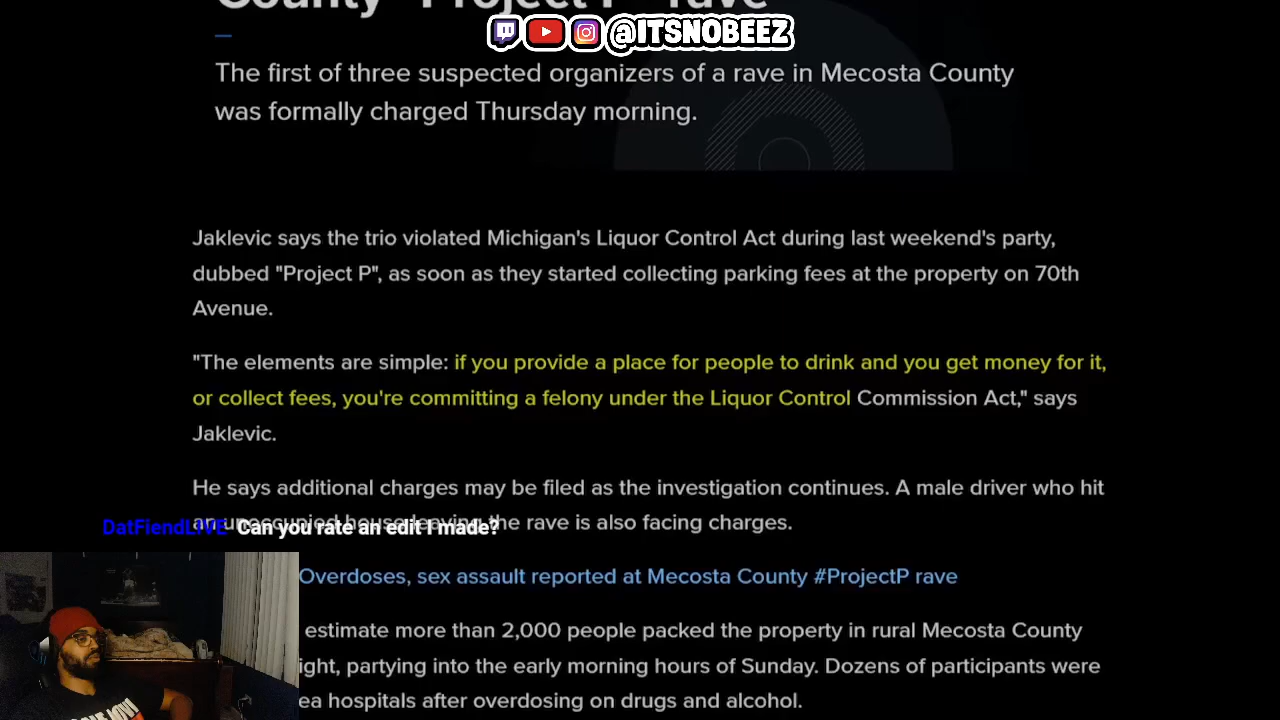 County "Project P" rave
@ITSNOBEEZ
The first of three suspected organizers of a rave in Mecosta County
was formally charged Thursday morning.
Jaklevic says the trio violated Michigan's Liquor Control Act during last weekend's party,
dubbed "Project P", as soon as they started collecting parking fees at the property on 70th
Avenue.
"The elements are simple: if you provide a place for people to drink and you get money for it,
or collect fees, you're committing a felony under the Liquor Control Commission Act," says
Jaklevic.
He says additional charges may be filed as the investigation continues. A male driver who hit
an unoccupied house leaving the rave is also facing charges.
DatFiendLIVE Can you rate an edit I made?
Overdoses, sex assault reported at Mecosta County #ProjectP rave
estimate more than 2,000 people packed the property in rural Mecosta County
ight, partying into the early morning hours of Sunday. Dozens of participants were
ea hospitals after overdosing on drugs and alcohol.